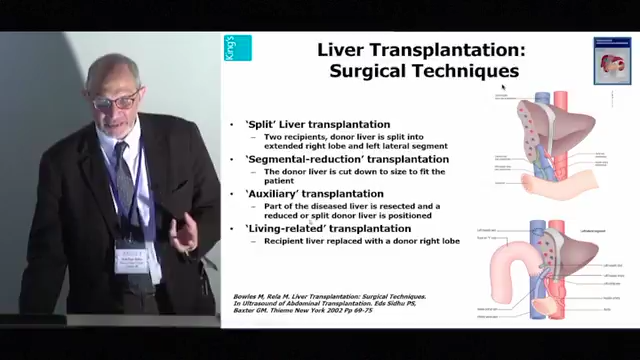 King's
Liver Transplantation:
Surgical Techniques
• 'Split' Liver transplantation
– Two recipients, donor liver is split into
extended right lobe and left lateral segment
• 'Segmental-reduction' transplantation
– The donor liver is cut down to size to fit the
patient
• 'Auxiliary' transplantation
– Part of the diseased liver is resected and a
reduced or split donor liver is positioned
• 'Living-related' transplantation
– Recipient liver replaced with a donor right lobe
Bowles M, Rela M. Liver Transplantation: Surgical Techniques.
In Ultrasound of Abdominal Transplantation. Eds Sidhu PS,
Baxter GM. Thieme New York 2002 Pp 69-75